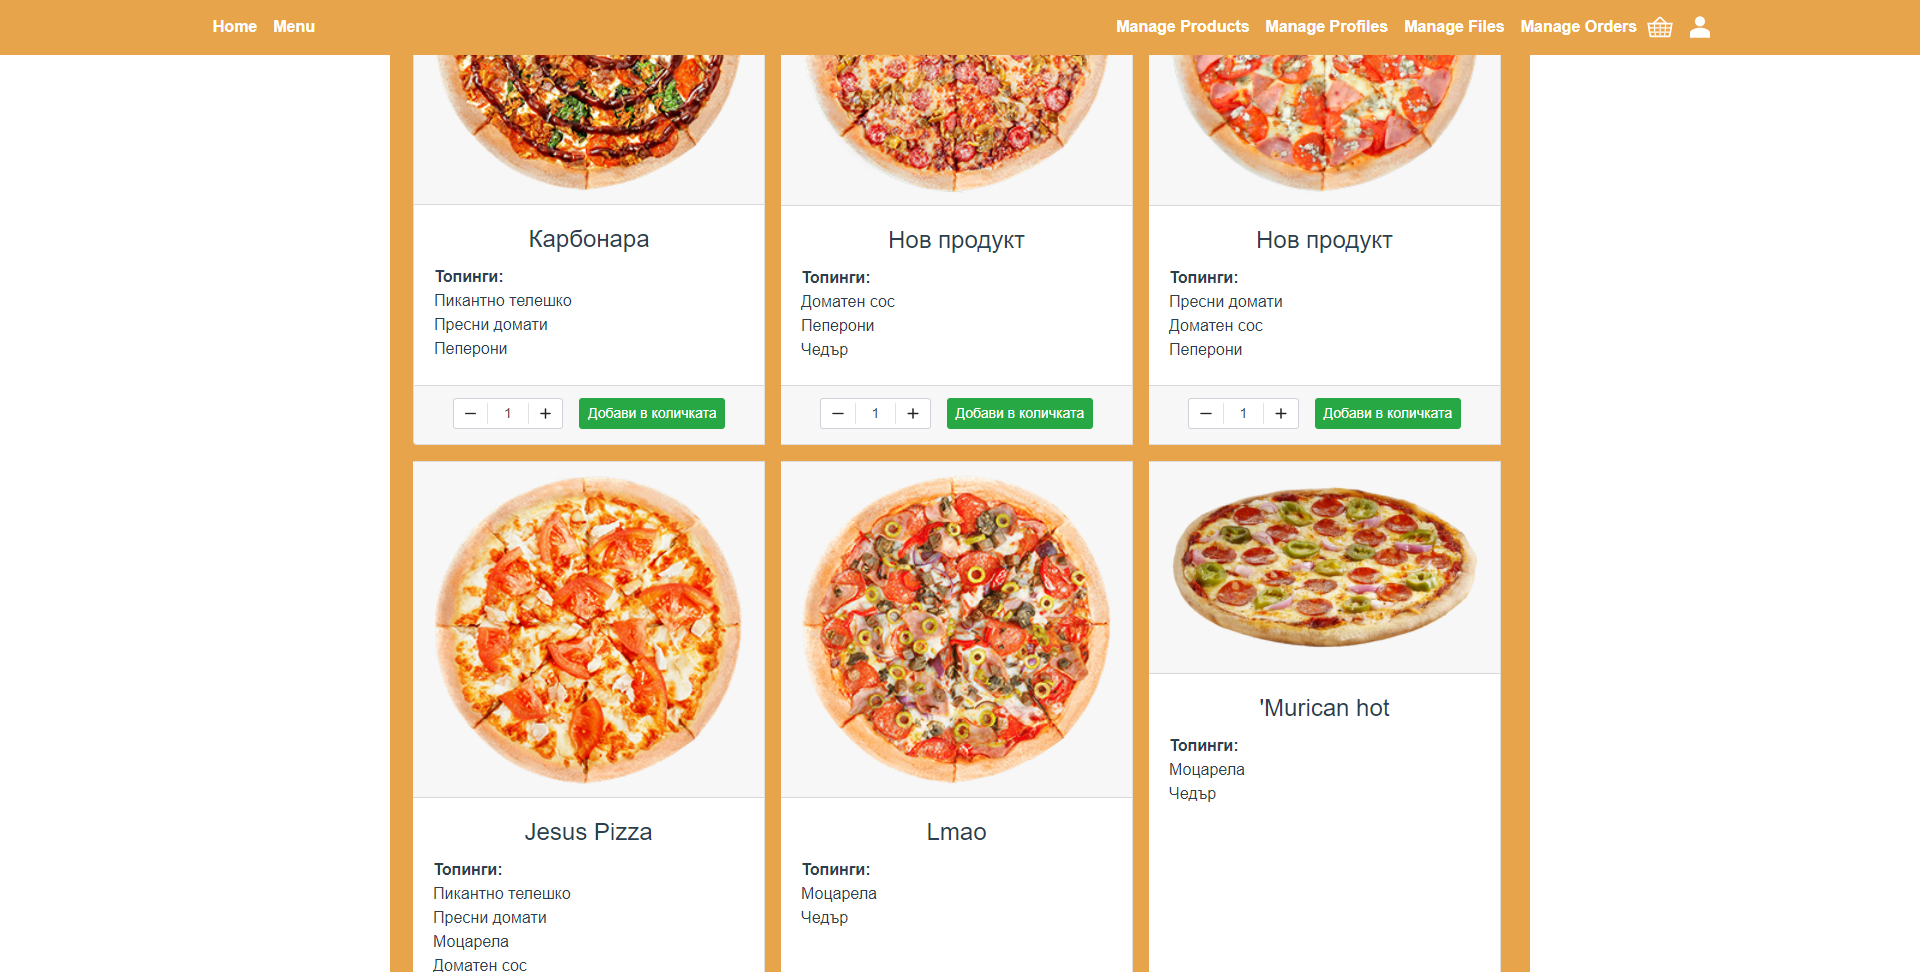 Home Menu Manage Products Manage Profiles Manage Files Manage Orders
Карбонара
Топинги:
Пикантно телешко
Пресни домати
Пеперони
1 Добави в количката
Нов продукт
Топинги:
Доматен сос
Пеперони
Чедър
1 Добави в количката
Нов продукт
Топинги:
Пресни домати
Доматен сос
Пеперони
1 Добави в количката
Jesus Pizza
Топинги:
Пикантно телешко
Пресни домати
Моцарела
Доматен сос
Lmao
Топинги:
Моцарела
Чедър
'Murican hot
Топинги:
Моцарела
Чедър